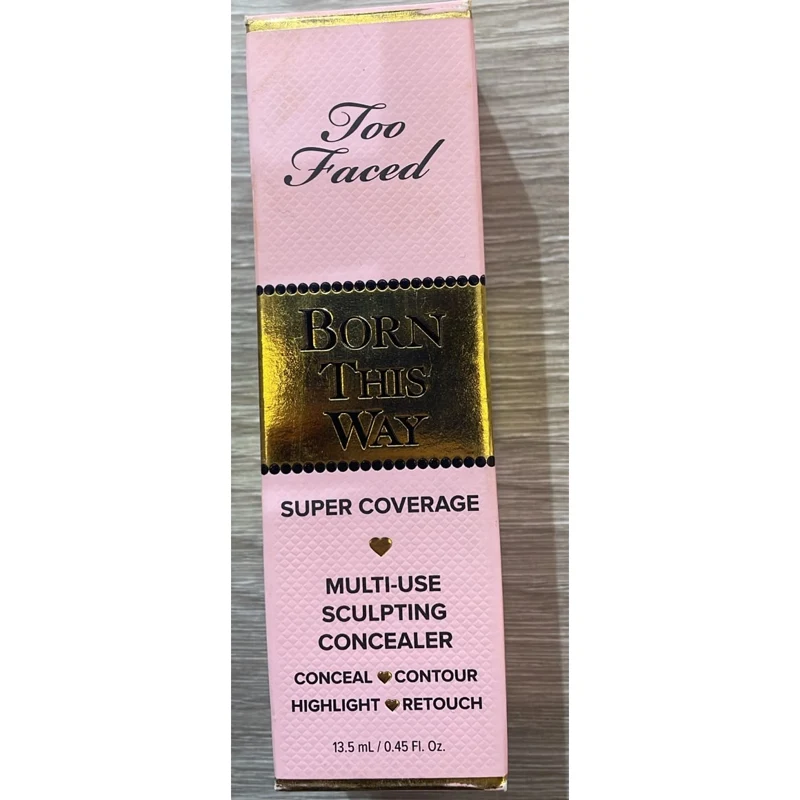 Too
Faced
BORN
THIS
WAY
SUPER COVERAGE
MULTI-USE
SCULPTING
CONCEALER
CONCEAL CONTOUR
HIGHLIGHT RETOUCH
13.5 mL / 0.45 Fl. Oz.